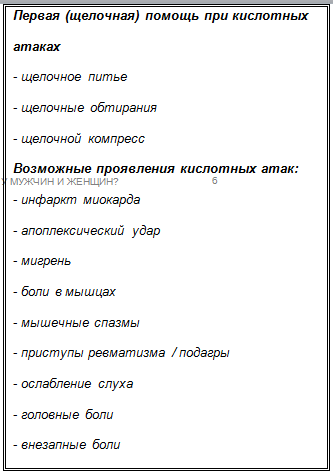 Первая (щелочная) помощь при кислотных
атаках
- щелочное питье
- щелочные обтирания
- щелочной компресс
Возможные проявления кислотных атак:
У МУЖЧИН И ЖЕНЩИН? 6
- инфаркт миокарда
- апоплексический удар
- мигрень
- боли в мышцах
- мышечные спазмы
- приступы ревматизма / подагры
- ослабление слуха
- головные боли
- внезапные боли